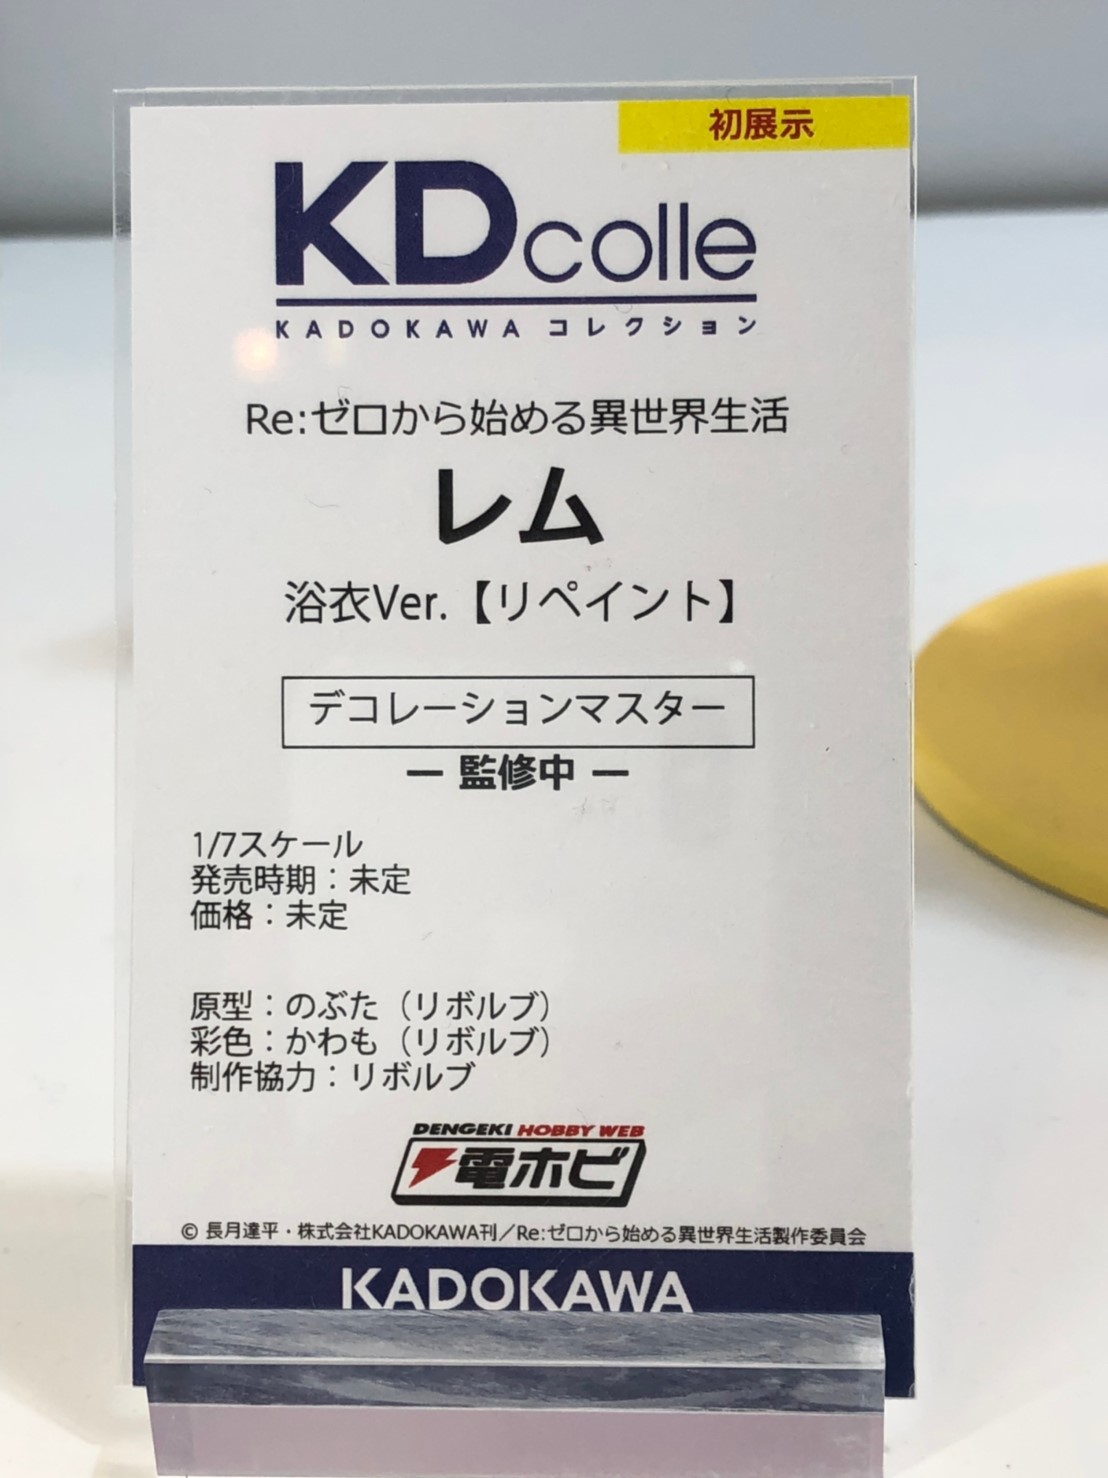 初展示
KDcolle
KADOKAWA コレクション
Re:ゼロから始める異世界生活
レム
浴衣Ver.【リペイント】
デコレーションマスター
ー 監修中 ー
1/7スケール
発売時期：未定
価格：未定
原型：のぶた（リボルブ）
彩色：かわも（リボルブ）
制作協力：リボルブ
DENGEKI HOBBY WEB
電ホビ
© 長月達平・株式会社KADOKAWA刊／Re:ゼロから始める異世界生活製作委員会
KADOKAWA